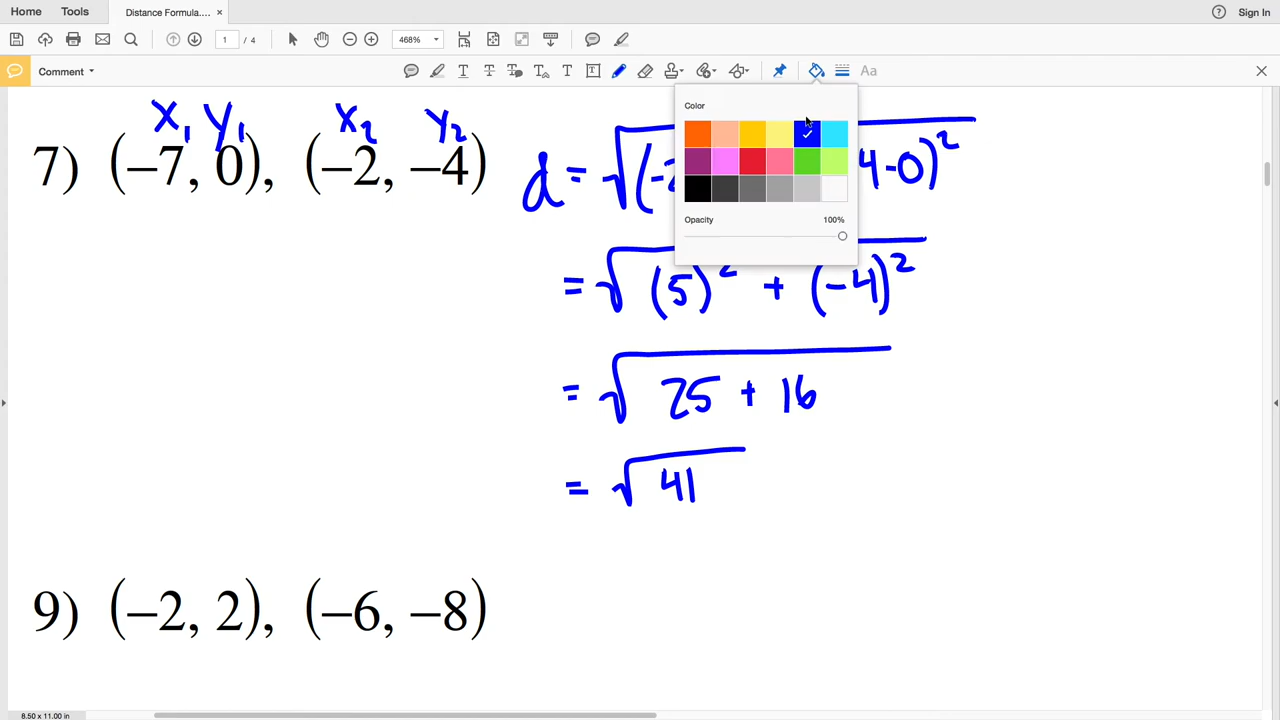 Home Tools Distance Formula.... × Sign In
1 / 4 468%
Comment Aa
Color
Opacity 100%
x₁ y₁ x₂ y₂
7) (−7, 0), (−2, −4) d = √(-2 4-0)²
= √(5)² + (-4)²
= √25 + 16
= √41
9) (−2, 2), (−6, −8)
8.50 x 11.00 in